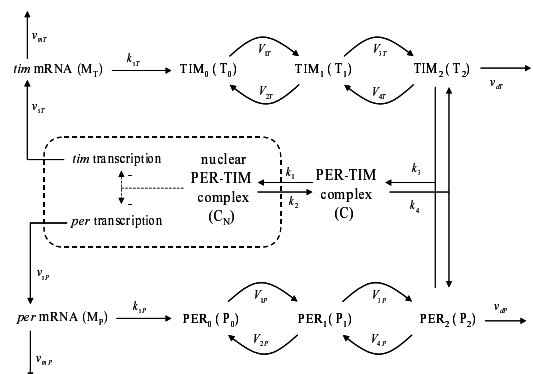 v_mT
tim mRNA (M_T) k_sT TIM_0 (T_0) V_1T V_2T TIM_1 (T_1) V_3T V_4T TIM_2 (T_2) v_dT
v_sT
tim transcription
-
-
per transcription
nuclear
PER-TIM
complex
(C_N)
k_1
k_2
PER-TIM
complex
(C)
k_3
k_4
v_sP
per mRNA (M_P) k_sP PER_0 (P_0) V_1P V_2P PER_1 (P_1) V_3P V_4P PER_2 (P_2) v_dP
v_mP